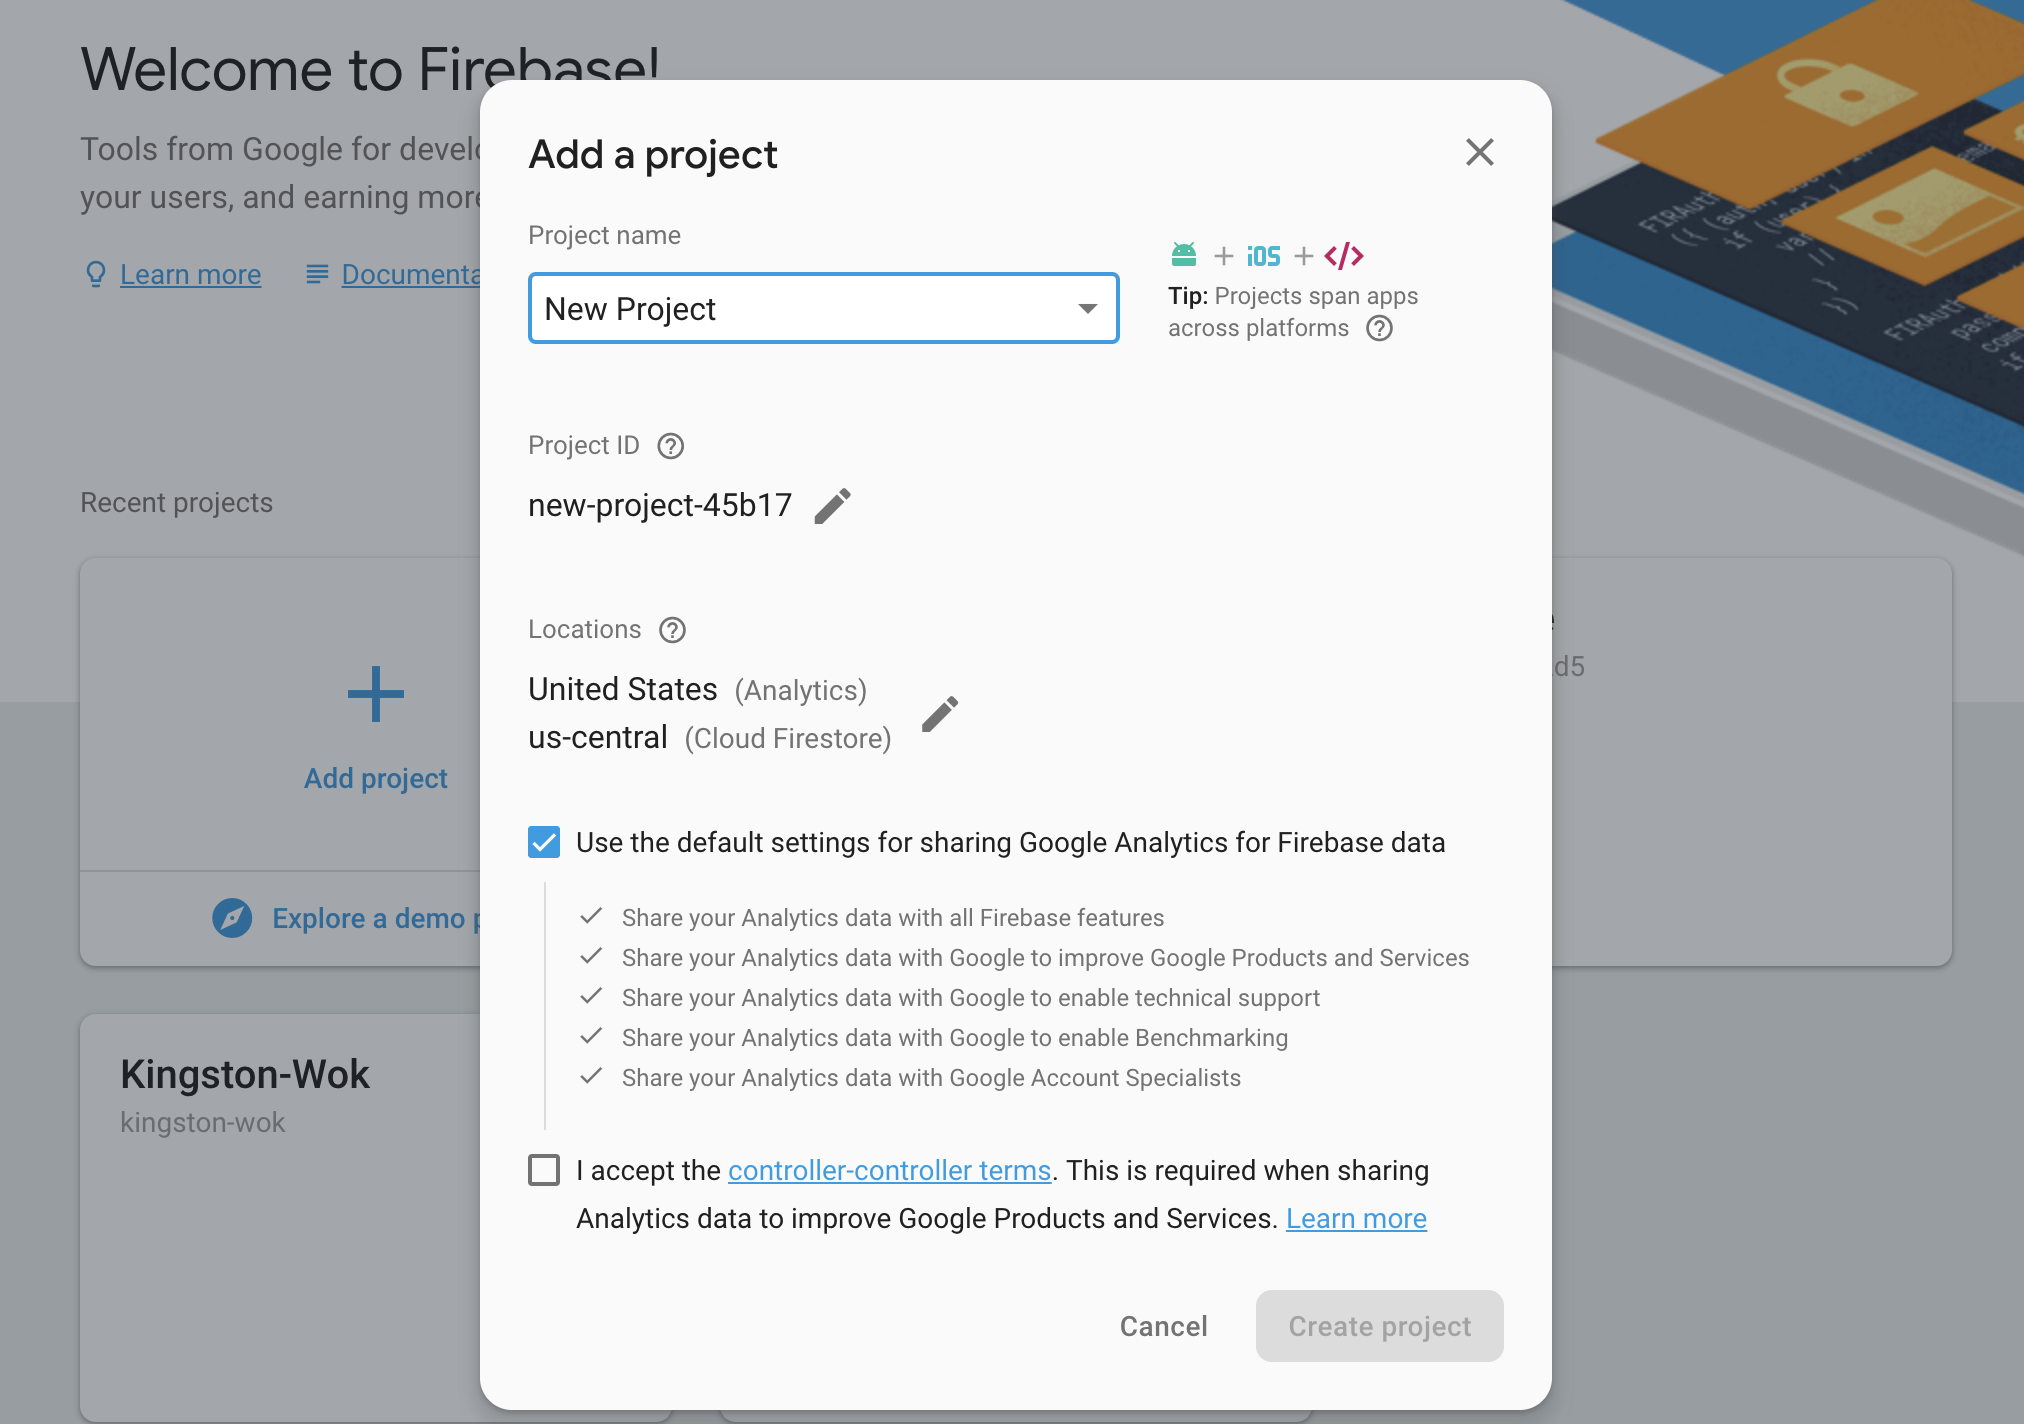 Welcome to Firebase!
Tools from Google for develo
your users, and earning more
Learn more
Documenta
Recent projects
Add project
Explore a demo p
Kingston-Wok
kingston-wok
d5
Add a project
Project name
New Project
+ iOS + </>
Tip: Projects span apps
across platforms
Project ID
new-project-45b17
Locations
United States (Analytics)
us-central (Cloud Firestore)
Use the default settings for sharing Google Analytics for Firebase data
Share your Analytics data with all Firebase features
Share your Analytics data with Google to improve Google Products and Services
Share your Analytics data with Google to enable technical support
Share your Analytics data with Google to enable Benchmarking
Share your Analytics data with Google Account Specialists
I accept the controller-controller terms. This is required when sharing
Analytics data to improve Google Products and Services. Learn more
Cancel
Create project